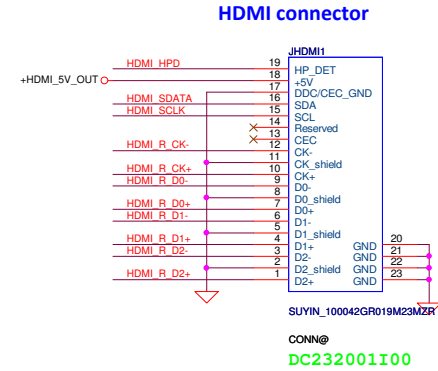 HDMI connector
JHDMI1
HDMI_HPD 19 HP_DET
+HDMI_5V_OUT 18 +5V
17 DDC/CEC_GND
HDMI_SDATA 16 SDA
HDMI_SCLK 15 SCL
14 Reserved
13 CEC
HDMI_R_CK- 12 CK-
11 CK_shield
HDMI_R_CK+ 10 CK+
HDMI_R_D0- 9 D0-
8 D0_shield
HDMI_R_D0+ 7 D0+
HDMI_R_D1- 6 D1-
5 D1_shield
HDMI_R_D1+ 4 D1+ GND 20
HDMI_R_D2- 3 D2- GND 21
2 D2_shield GND 22
HDMI_R_D2+ 1 D2+ GND 23
SUYIN_100042GR019M23MZR
CONN@
DC232001I00